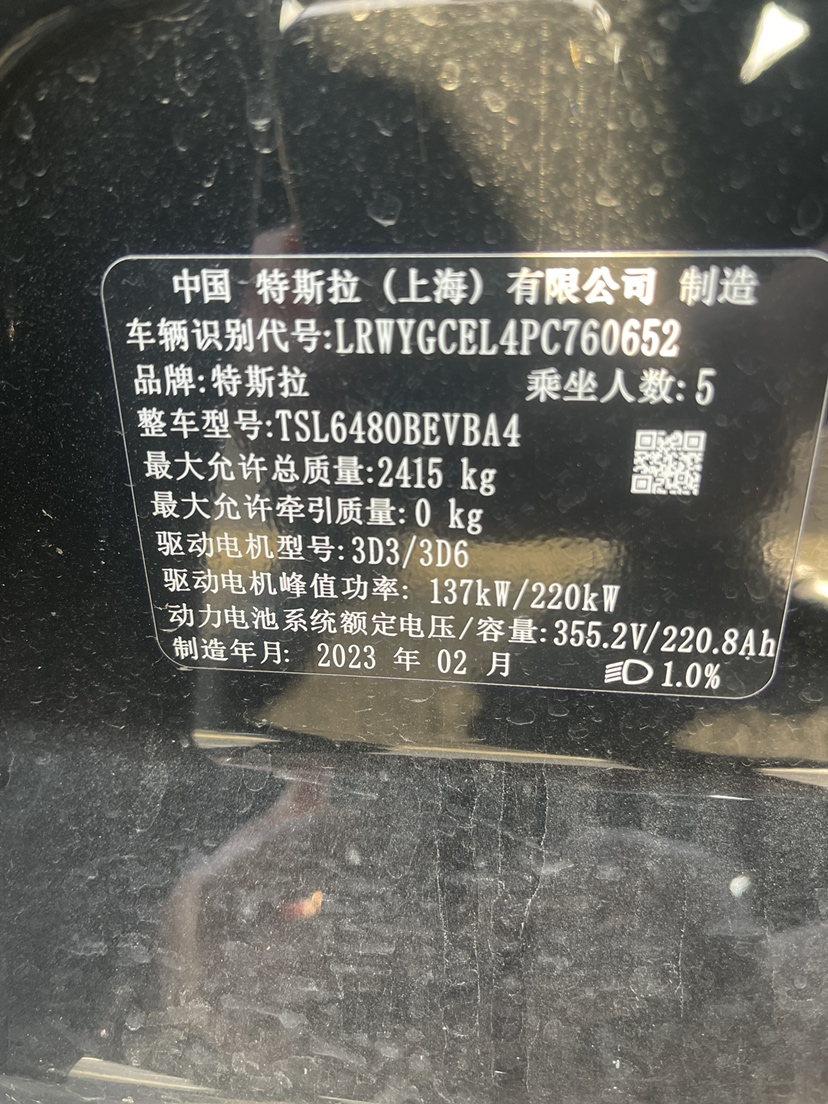 中国 特斯拉 (上海) 有限公司 制造
车辆识别代号:LRWYGCEL4PC760652
品牌:特斯拉 乘坐人数:5
整车型号:TSL6480BEVBA4
最大允许总质量:2415 kg
最大允许牵引质量:0 kg
驱动电机型号:3D3/3D6
驱动电机峰值功率: 137kW/220kW
动力电池系统额定电压/容量:355.2V/220.8Ah
制造年月: 2023 年 02 月 1.0%